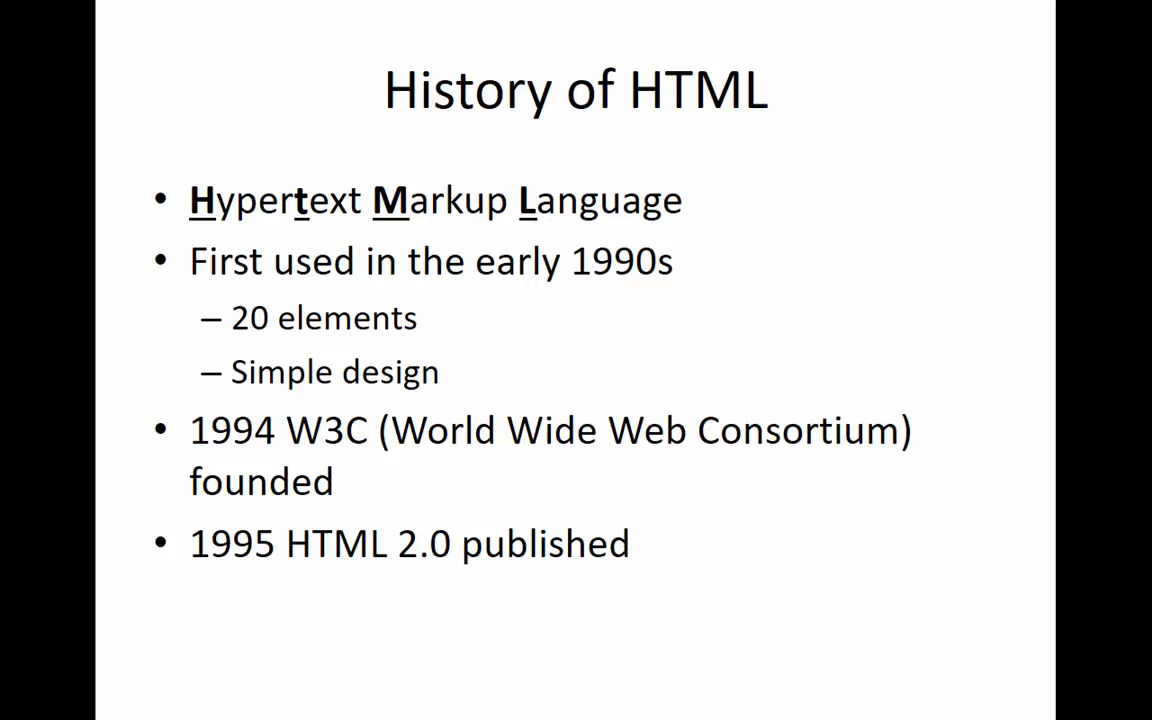 History of HTML
• Hypertext Markup Language
• First used in the early 1990s
– 20 elements
– Simple design
• 1994 W3C (World Wide Web Consortium)
founded
• 1995 HTML 2.0 published